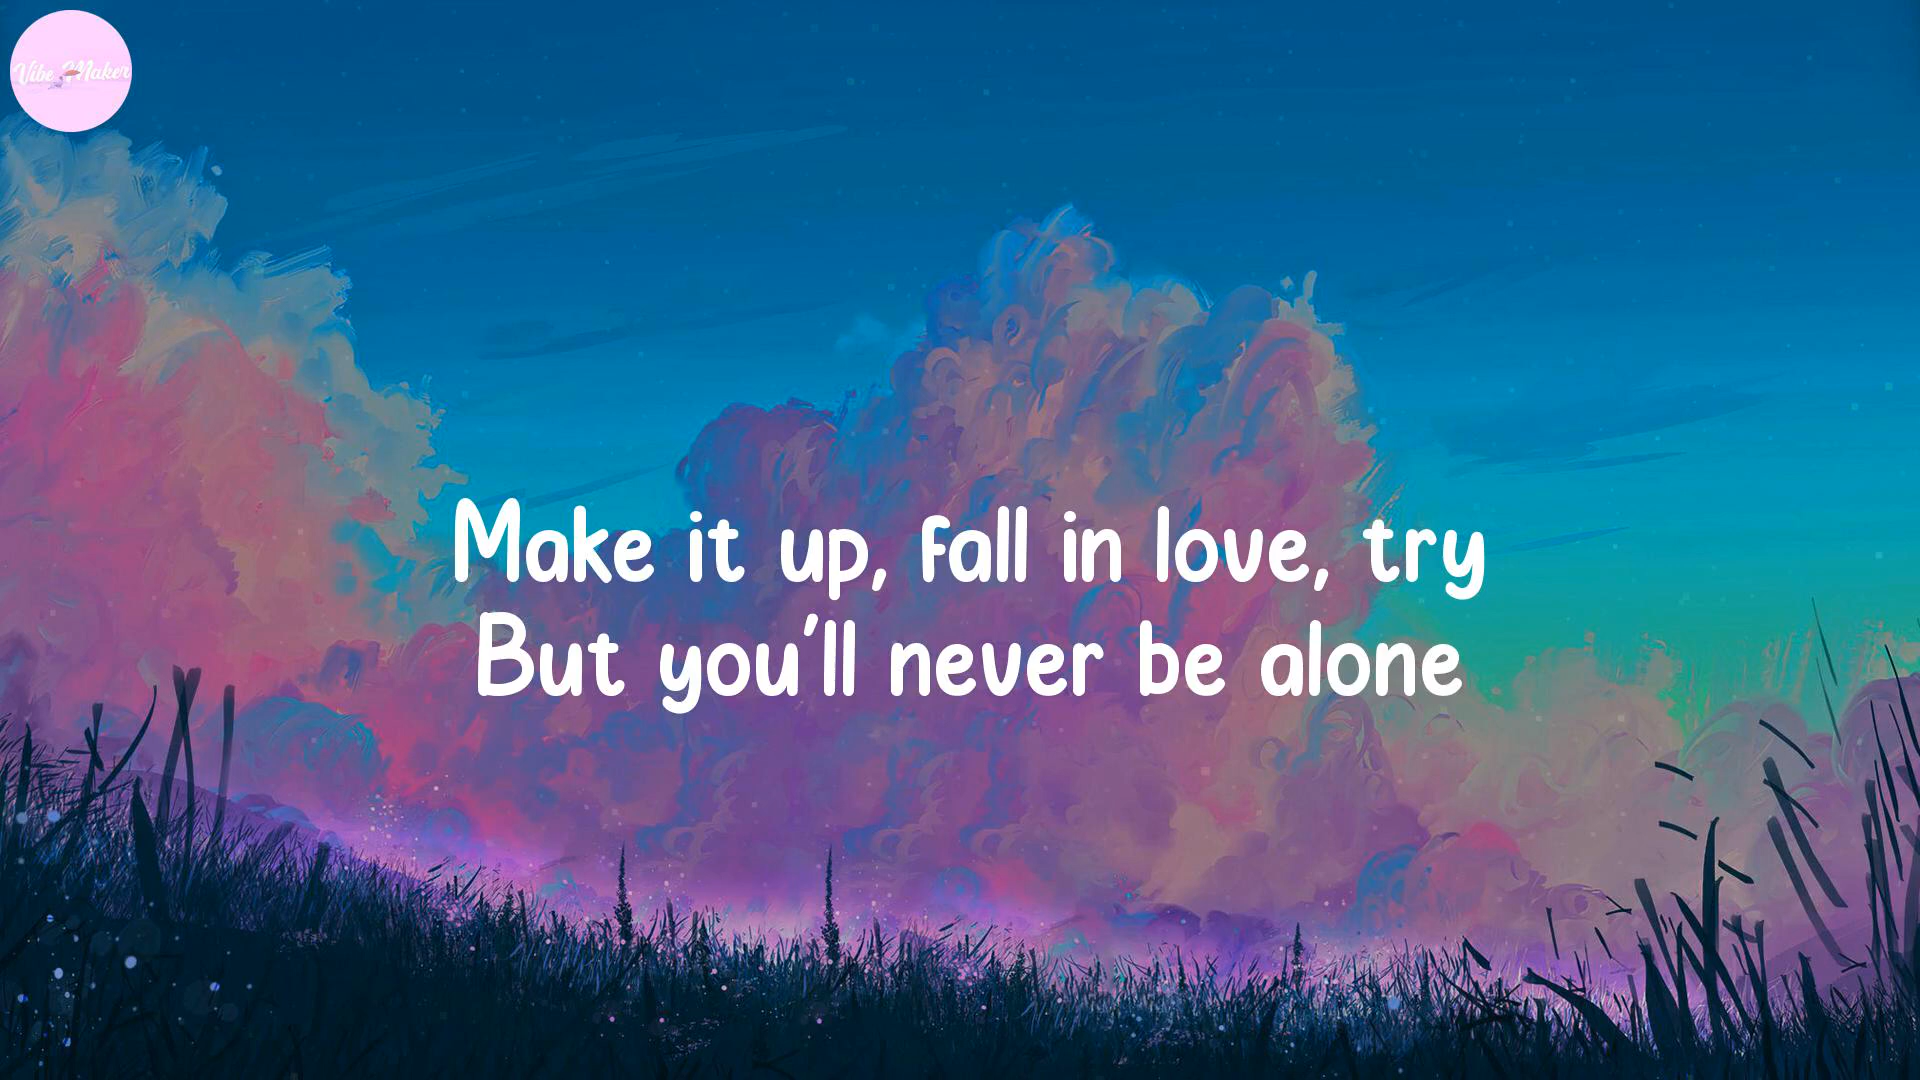 Vibe Maker
Make it up, fall in love, try
But you'll never be alone